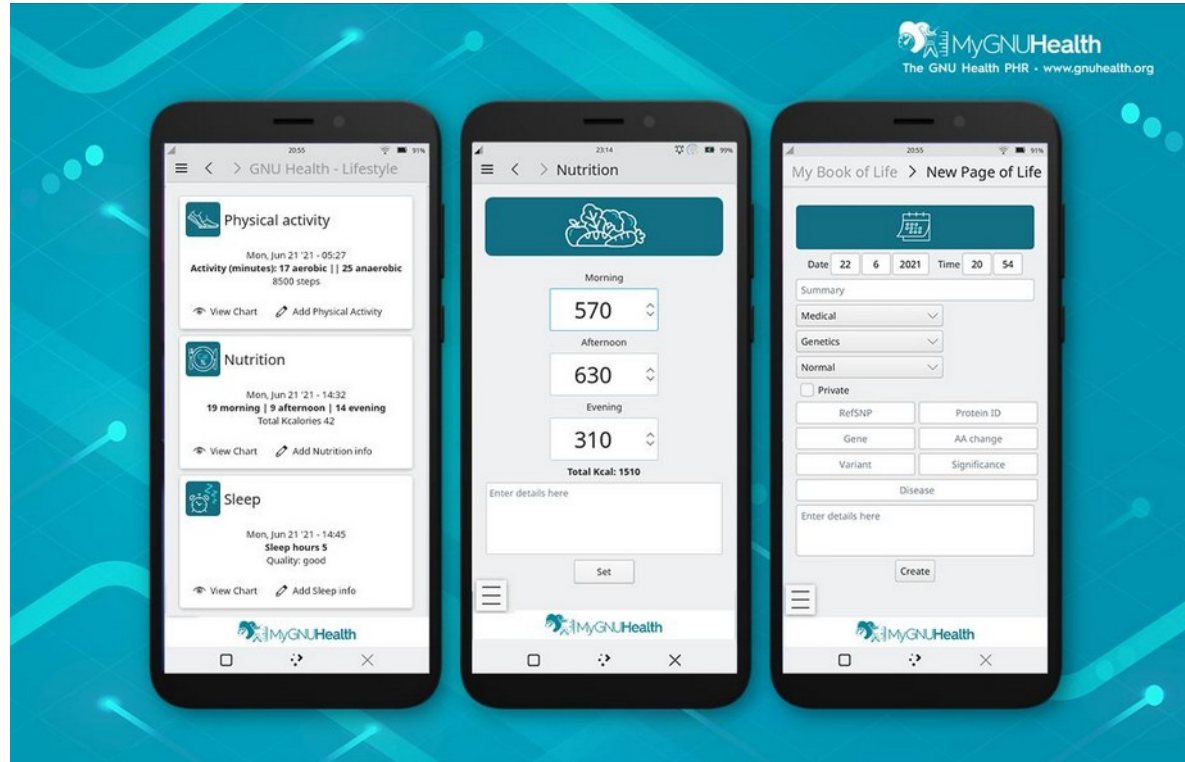 MyGNUHealth
The GNU Health PHR - www.gnuhealth.org
20:55
91%
GNU Health - Lifestyle
Physical activity
Mon, Jun 21 '21 - 05:27
Activity (minutes): 17 aerobic || 25 anaerobic
8500 steps
View Chart Add Physical Activity
Nutrition
Mon, Jun 21 '21 - 14:32
19 morning | 9 afternoon | 14 evening
Total Kcalories 42
View Chart Add Nutrition info
Sleep
Mon, Jun 21 '21 - 14:45
Sleep hours 5
Quality: good
View Chart Add Sleep info
MyGNUHealth
23:14
99%
Nutrition
Morning
570
Afternoon
630
Evening
310
Total Kcal: 1510
Enter details here
Set
MyGNUHealth
20:55
91%
My Book of Life > New Page of Life
Date 22 6 2021 Time 20 54
Summary
Medical
Genetics
Normal
Private
RefSNP Protein ID
Gene AA change
Variant Significance
Disease
Enter details here
Create
MyGNUHealth